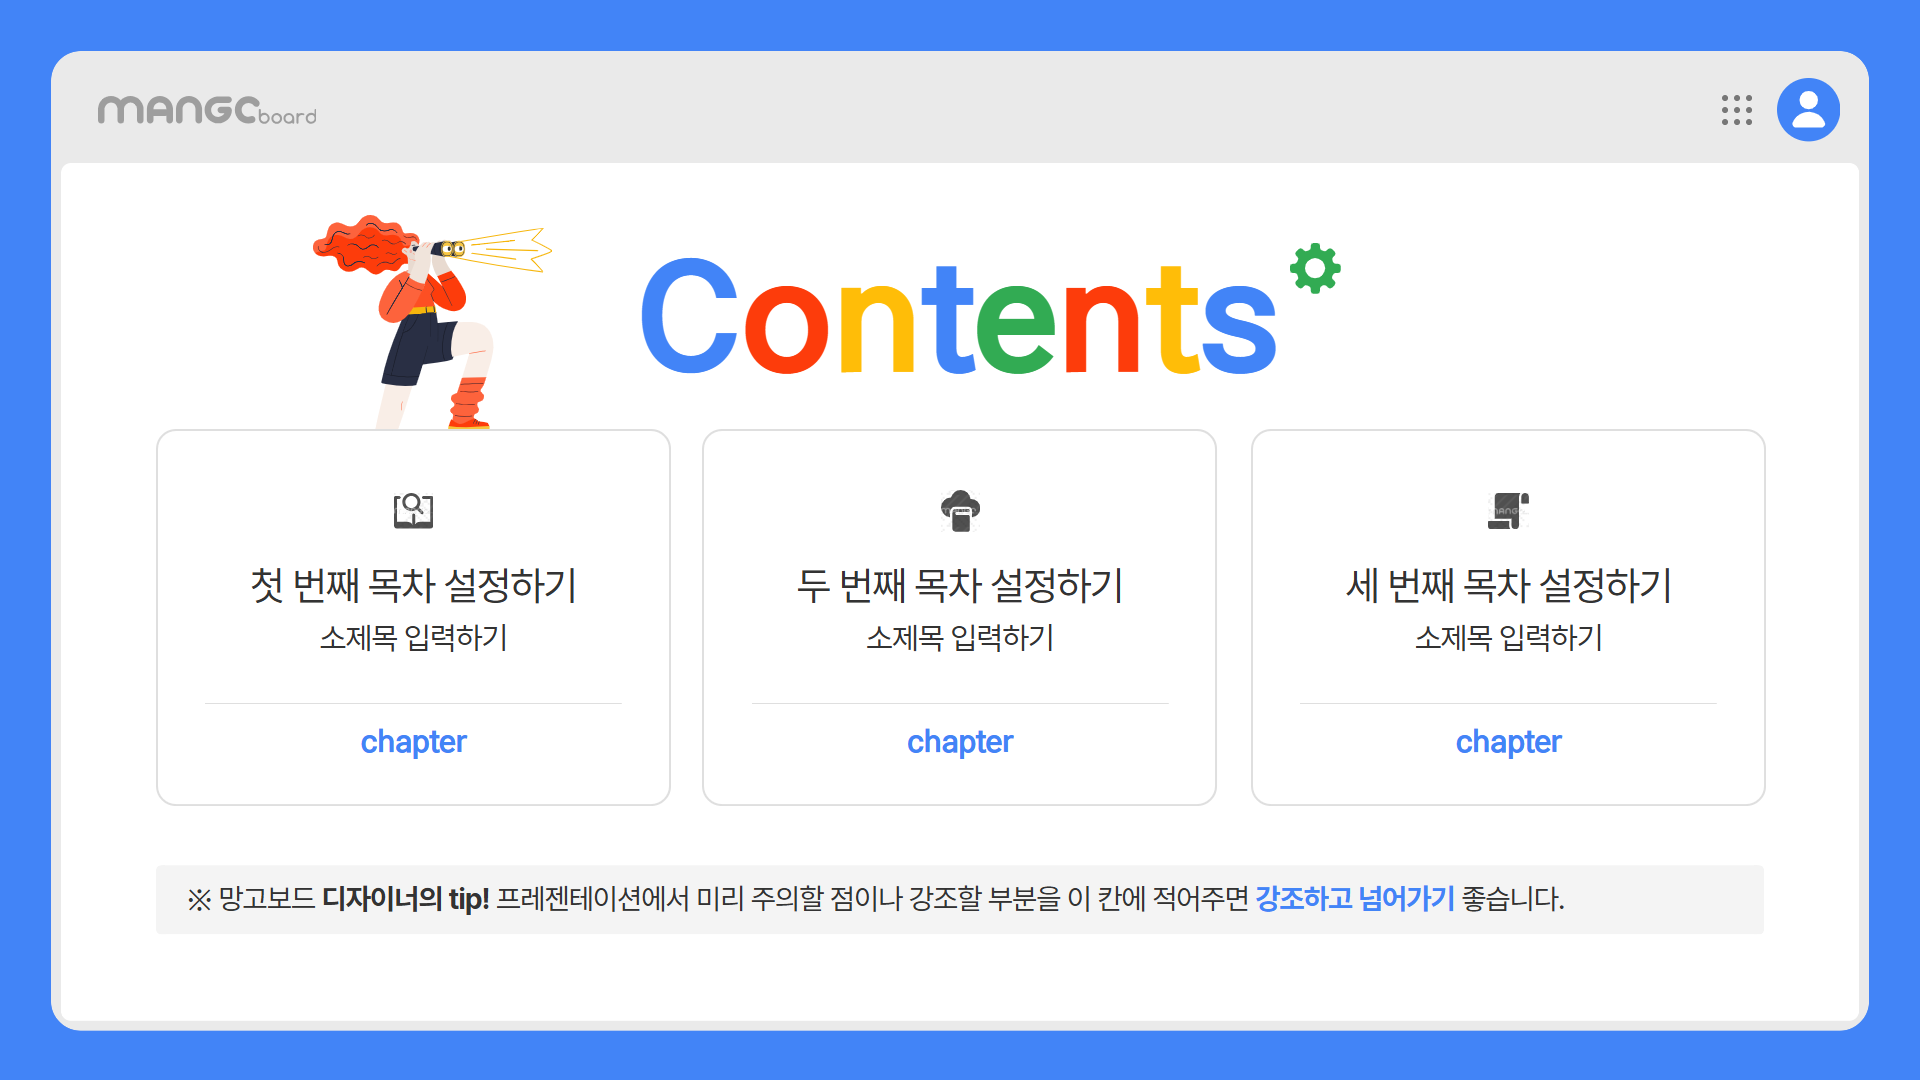 MANGOboard
Contents
첫 번째 목차 설정하기
소제목 입력하기
chapter
두 번째 목차 설정하기
소제목 입력하기
chapter
세 번째 목차 설정하기
소제목 입력하기
chapter
※ 망고보드 디자이너의 tip! 프레젠테이션에서 미리 주의할 점이나 강조할 부분을 이 칸에 적어주면 강조하고 넘어가기 좋습니다.